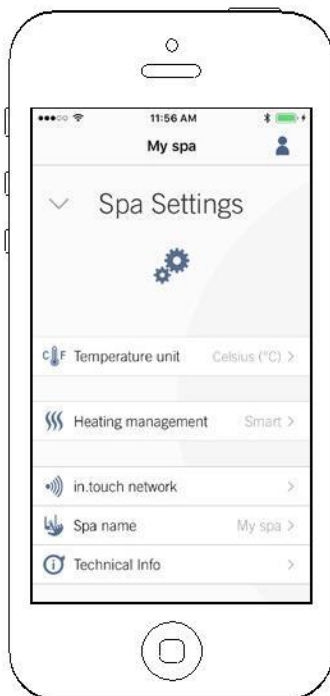 11:56 AM
My spa
Spa Settings
C F Temperature unit Celsius (°C) >
Heating management Smart >
in.touch network >
Spa name My spa >
i Technical Info >